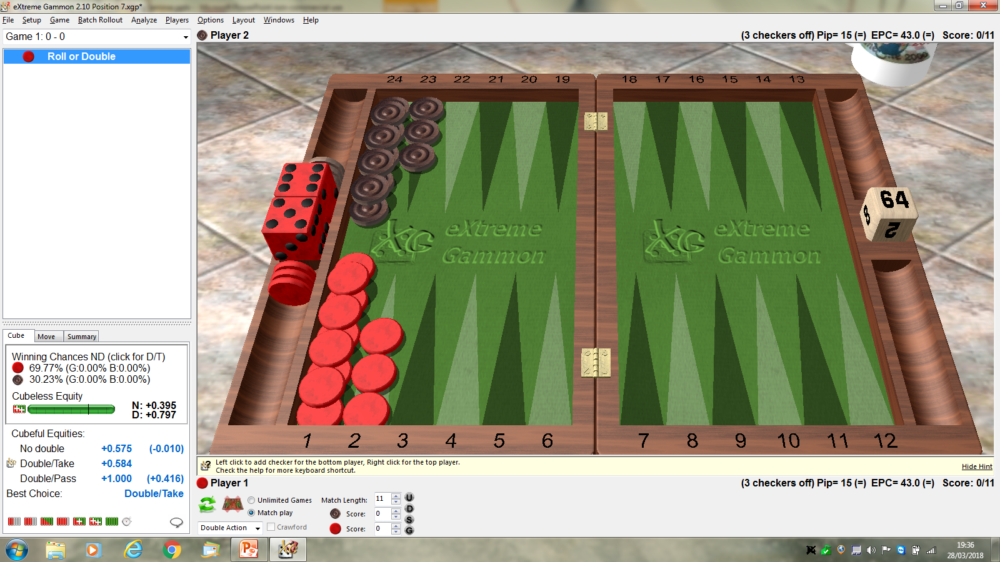 eXtreme Gammon 2.10 Position 7.xgp*
File Setup Game Batch Rollout Analyze Players Options Layout Windows Help
Game 1: 0 - 0
Player 2
(3 checkers off) Pip= 15 (=) EPC= 43.0 (=) Score: 0/11
Roll or Double
24 23 22 21 20 19 18 17 16 15 14 13
64
8
2
eXtreme
Gammon
eXtreme
Gammon
1 2 3 4 5 6 7 8 9 10 11 12
Cube Move Summary
Winning Chances ND (click for D/T)
69.77% (G:0.00% B:0.00%)
30.23% (G:0.00% B:0.00%)
Cubeless Equity
N: +0.395
D: +0.797
Cubeful Equities:
No double +0.575 (-0.010)
Double/Take +0.584
Double/Pass +1.000 (+0.416)
Best Choice: Double/Take
Left click to add checker for the bottom player, Right click for the top player.
Check the help for more keyboard shortcut.
Hide Hint
Player 1
(3 checkers off) Pip= 15 (=) EPC= 43.0 (=) Score: 0/11
Unlimited Games
Match play
Double Action
Crawford
Match Length: 11
Score: 0
Score: 0
U
D
S
G
19:36
28/03/2018